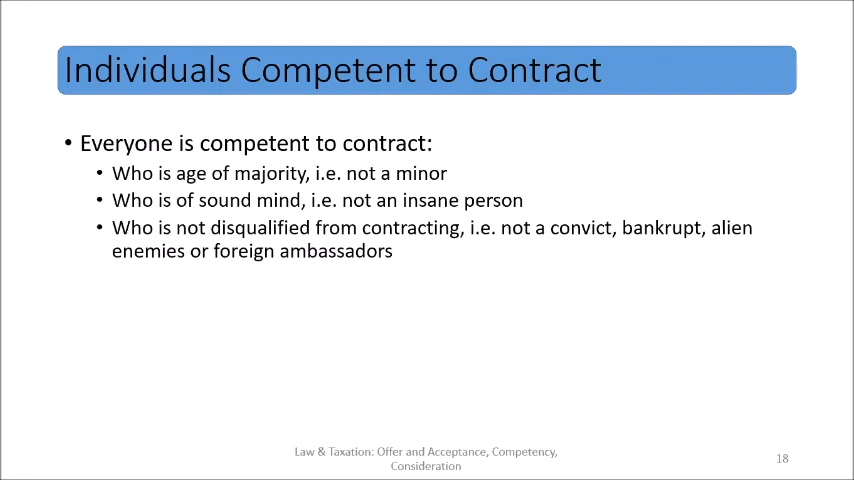 Individuals Competent to Contract
• Everyone is competent to contract:
• Who is age of majority, i.e. not a minor
• Who is of sound mind, i.e. not an insane person
• Who is not disqualified from contracting, i.e. not a convict, bankrupt, alien
enemies or foreign ambassadors
Law & Taxation: Offer and Acceptance, Competency,
Consideration
18